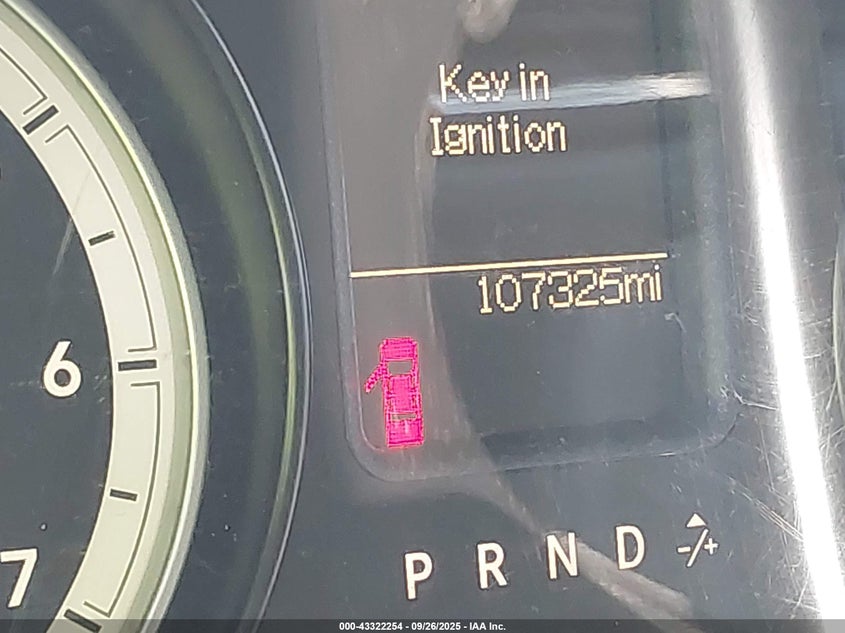 Key in
Ignition
107325mi
6
7
P R N D -/+
000-43322254 - 09/26/2025 - IAA Inc.